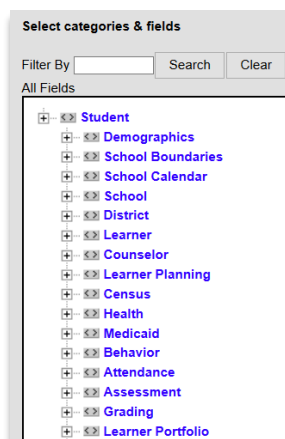 Select categories & fields
Filter By Search Clear
All Fields
Student
Demographics
School Boundaries
School Calendar
School
District
Learner
Counselor
Learner Planning
Census
Health
Medicaid
Behavior
Attendance
Assessment
Grading
Learner Portfolio